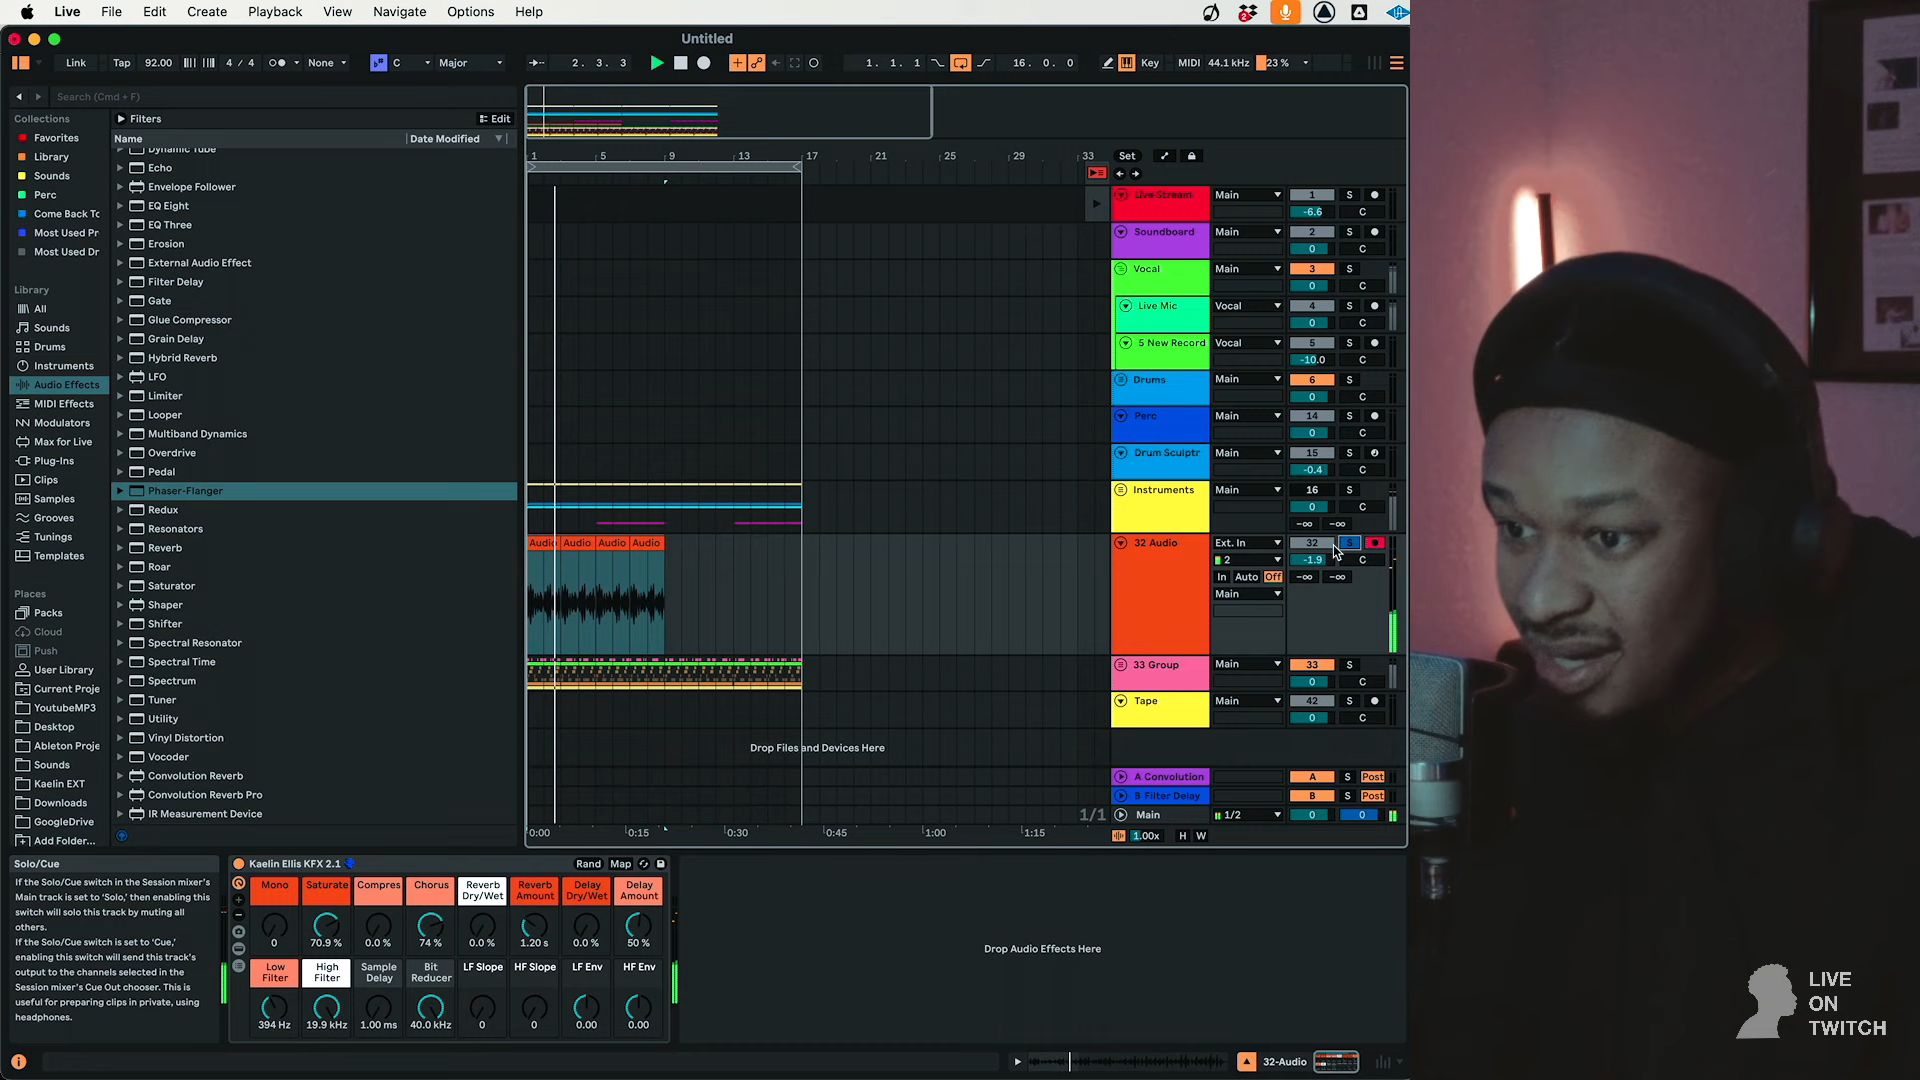 Live File Edit Create Playback View Navigate Options Help
Untitled
Link Tap 92.00 4 / 4 None C Major 2. 3. 3 1. 1. 1 16. 0. 0 Key MIDI 44.1 kHz 23 %
Search (Cmd + F)
Collections
Favorites
Library
Sounds
Perc
Come Back Tc
Most Used Pr
Most Used Dr
Library
All
Sounds
Drums
Instruments
Audio Effects
MIDI Effects
Modulators
Max for Live
Plug-Ins
Clips
Samples
Grooves
Tunings
Templates
Places
Packs
Cloud
Push
User Library
Current Proje
YoutubeMP3
Desktop
Ableton Proje
Sounds
Kaelin EXT
Downloads
GoogleDrive
Add Folder...
Filters Edit
Name Date Modified
Dynamic Tube
Echo
Envelope Follower
EQ Eight
EQ Three
Erosion
External Audio Effect
Filter Delay
Gate
Glue Compressor
Grain Delay
Hybrid Reverb
LFO
Limiter
Looper
Multiband Dynamics
Overdrive
Pedal
Phaser-Flanger
Redux
Resonators
Reverb
Roar
Saturator
Shaper
Shifter
Spectral Resonator
Spectral Time
Spectrum
Tuner
Utility
Vinyl Distortion
Vocoder
Convolution Reverb
Convolution Reverb Pro
IR Measurement Device
1 5 9 13 17 21 25 29 33 Set
Live Stream Main 1 S
-6.6 C
Soundboard Main 2 S
0 C
Vocal Main 3 S
0 C
Live Mic Vocal 4 S
0 C
5 New Record Vocal 5 S
-10.0 C
Drums Main 6 S
0 C
Perc Main 14 S
0 C
Drum Sculptr Main 15 S
-0.4 C
Instruments Main 16 S
0 C
-∞ -∞
Audio Audio Audio Audio 32 Audio Ext. In 32 S
2 -1.9 C
In Auto Off -∞ -∞
Main
33 Group Main 33 S
0 C
Tape Main 42 S
0 C
Drop Files and Devices Here
A Convolution A S Post
B Filter Delay B S Post
1/1 Main 1/2 0 0
0:00 0:15 0:30 0:45 1:00 1:15 1.00x H W
Solo/Cue
If the Solo/Cue switch in the Session mixer's
Main track is set to 'Solo,' then enabling this
switch will solo this track by muting all
others.
If the Solo/Cue switch is set to 'Cue,'
enabling this switch will send this track's
output to the channels selected in the
Session mixer's Cue Out chooser. This is
useful for preparing clips in private, using
headphones.
Kaelin Ellis KFX 2.1 Rand Map
Mono Saturate Compres Chorus Reverb Dry/Wet Reverb Amount Delay Dry/Wet Delay Amount
0 70.9 % 0.0 % 74 % 0.0 % 1.20 s 0.0 % 50 %
Low Filter High Filter Sample Delay Bit Reducer LF Slope HF Slope LF Env HF Env
394 Hz 19.9 kHz 1.00 ms 40.0 kHz 0 0 0.00 0.00
Drop Audio Effects Here
32-Audio
LIVE
ON
TWITCH